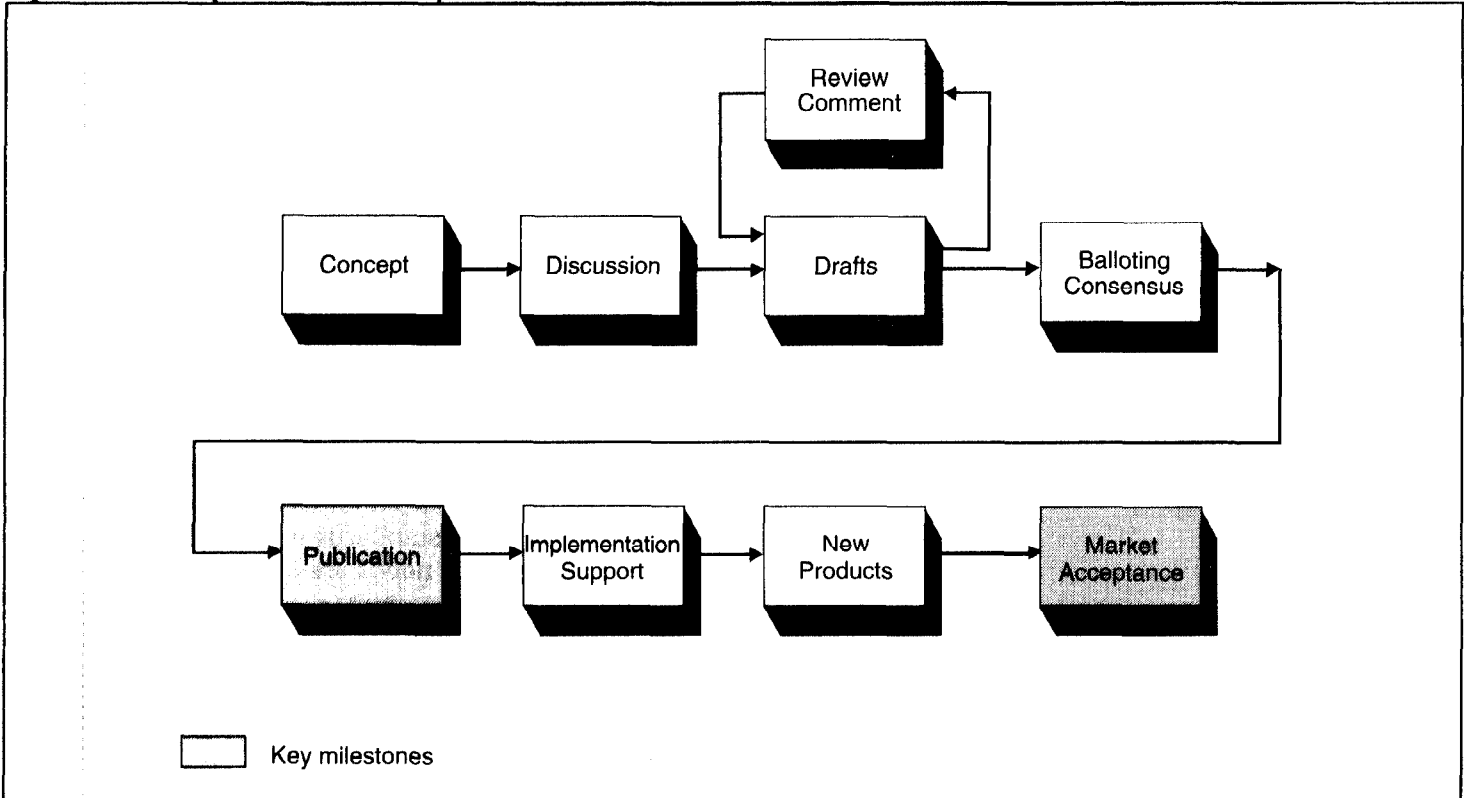 Review
Comment
Concept
Discussion
Drafts
Balloting
Consensus
Publication
Implementation
Support
New
Products
Market
Acceptance
Key milestones